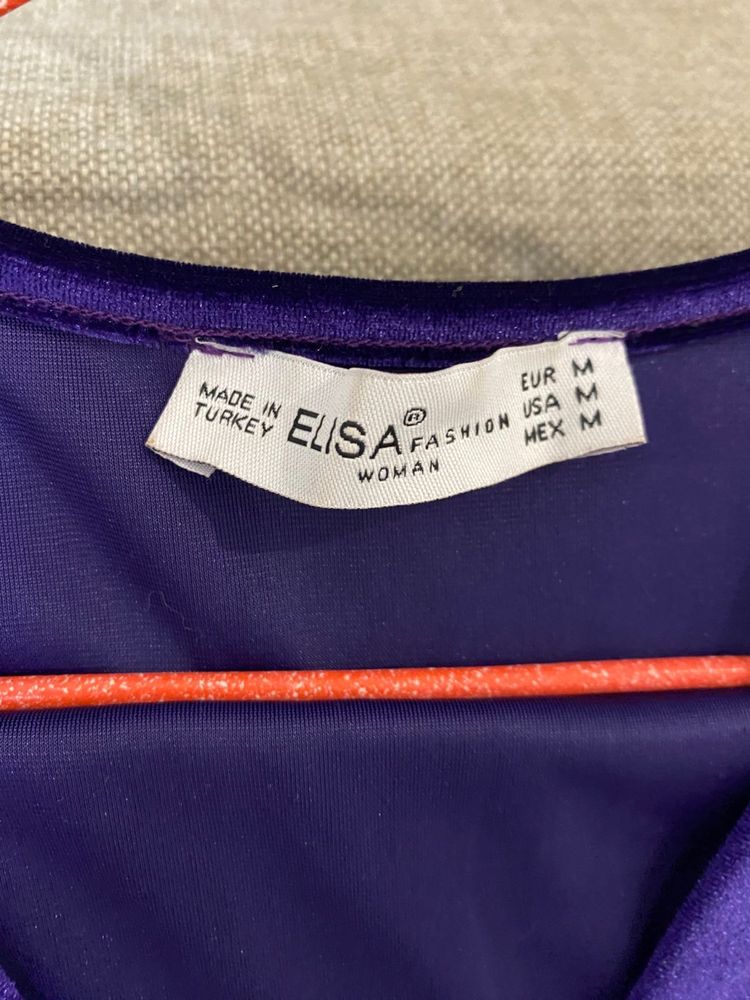 MADE IN
TURKEY
ELISA® FASHION
WOMAN
EUR M
USA M
MEX M